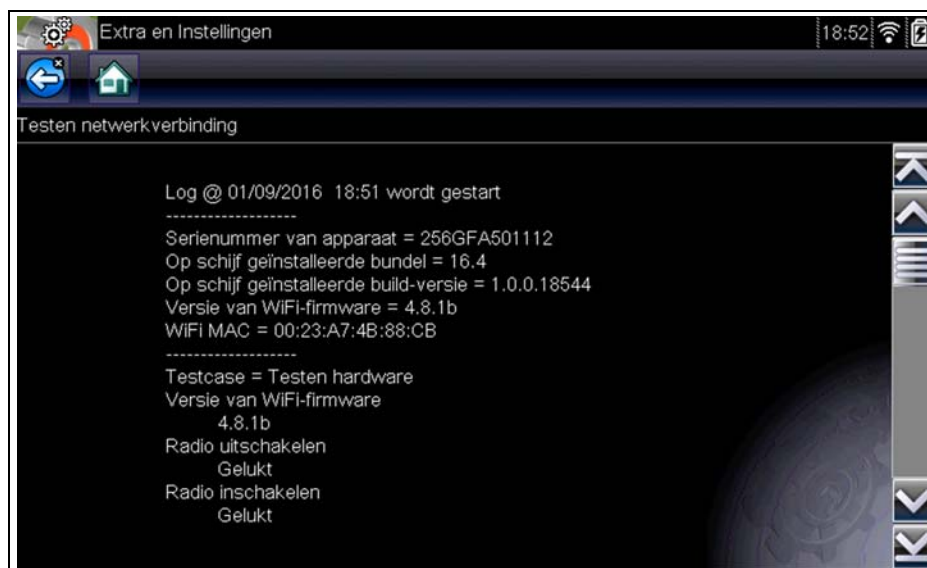 Extra en Instellingen
18:52
Testen netwerkverbinding
Log @ 01/09/2016 18:51 wordt gestart
-------------------
Serienummer van apparaat = 256GFA501112
Op schijf geïnstalleerde bundel = 16.4
Op schijf geïnstalleerde build-versie = 1.0.0.18544
Versie van WiFi-firmware = 4.8.1b
WiFi MAC = 00:23:A7:4B:88:CB
-------------------
Testcase = Testen hardware
Versie van WiFi-firmware
4.8.1b
Radio uitschakelen
Gelukt
Radio inschakelen
Gelukt